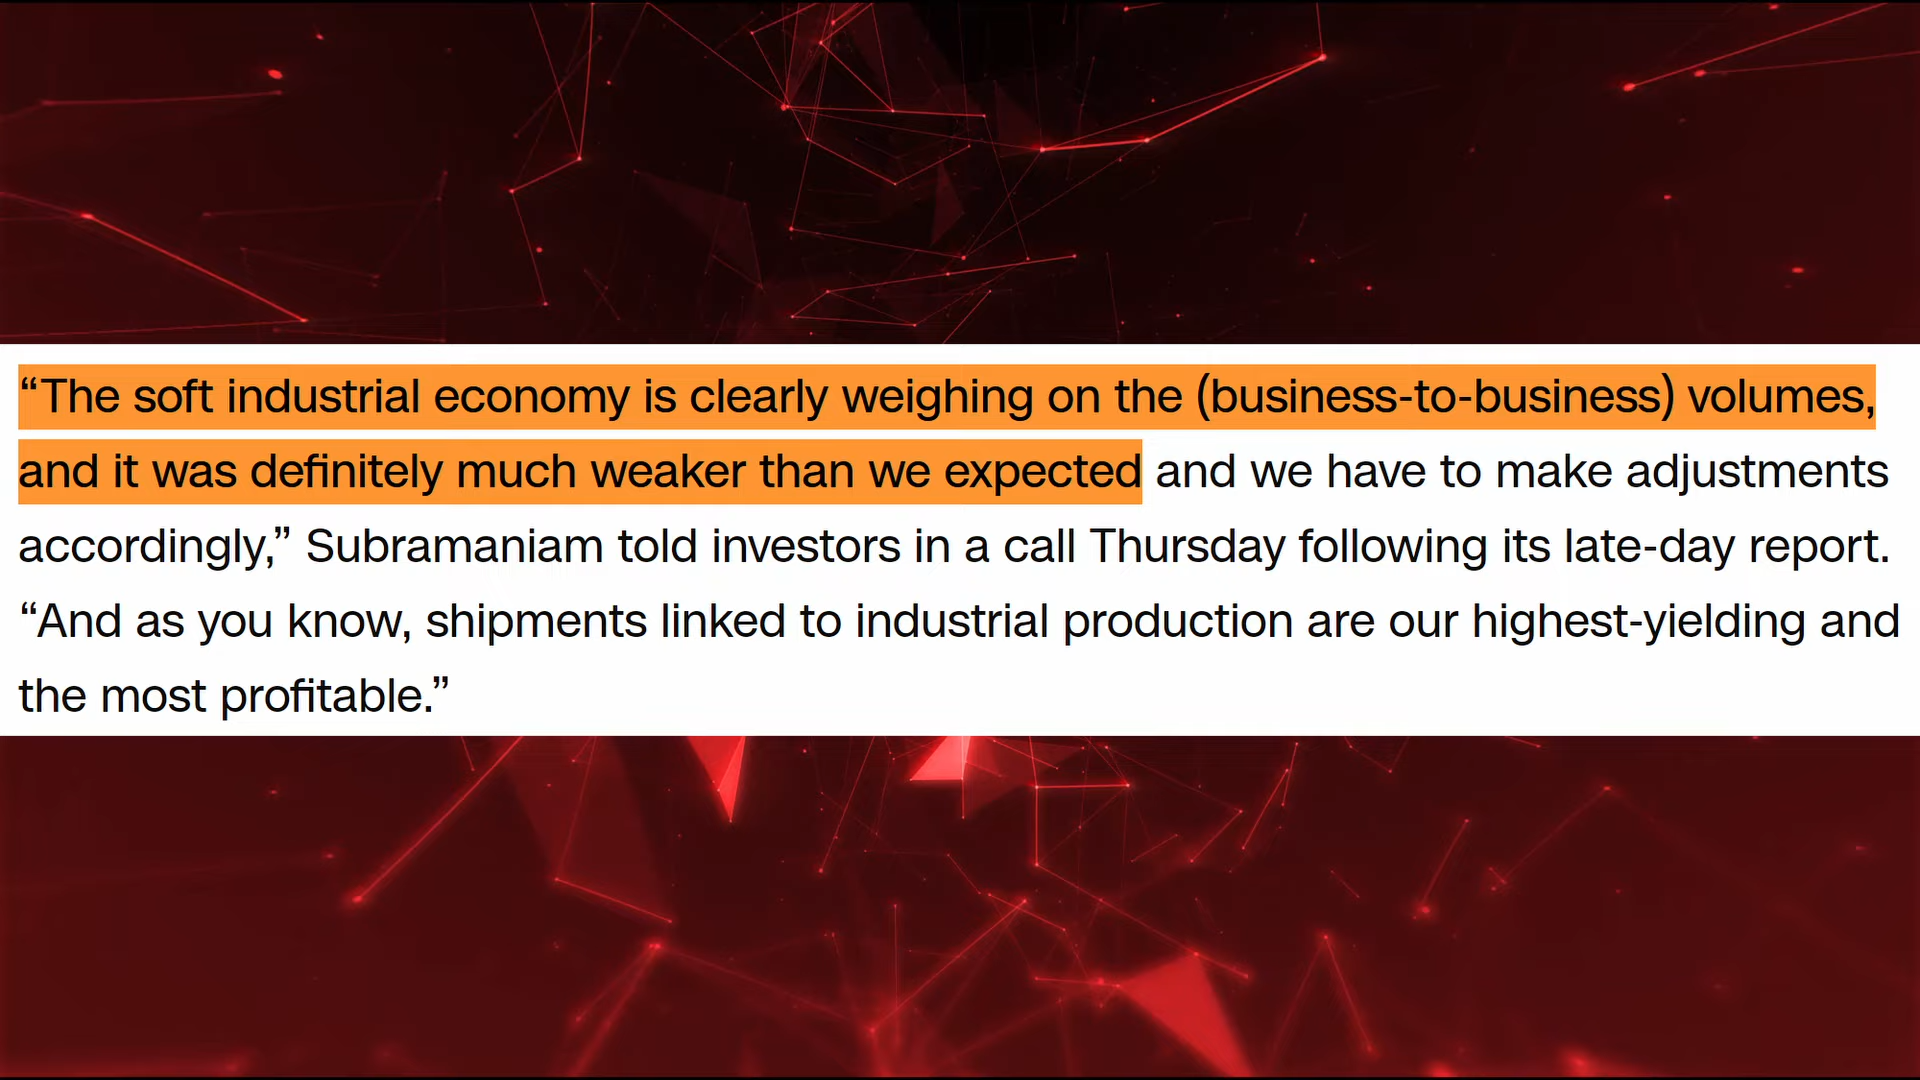 “The soft industrial economy is clearly weighing on the (business-to-business) volumes,
and it was definitely much weaker than we expected and we have to make adjustments
accordingly,” Subramaniam told investors in a call Thursday following its late-day report.
“And as you know, shipments linked to industrial production are our highest-yielding and
the most profitable.”